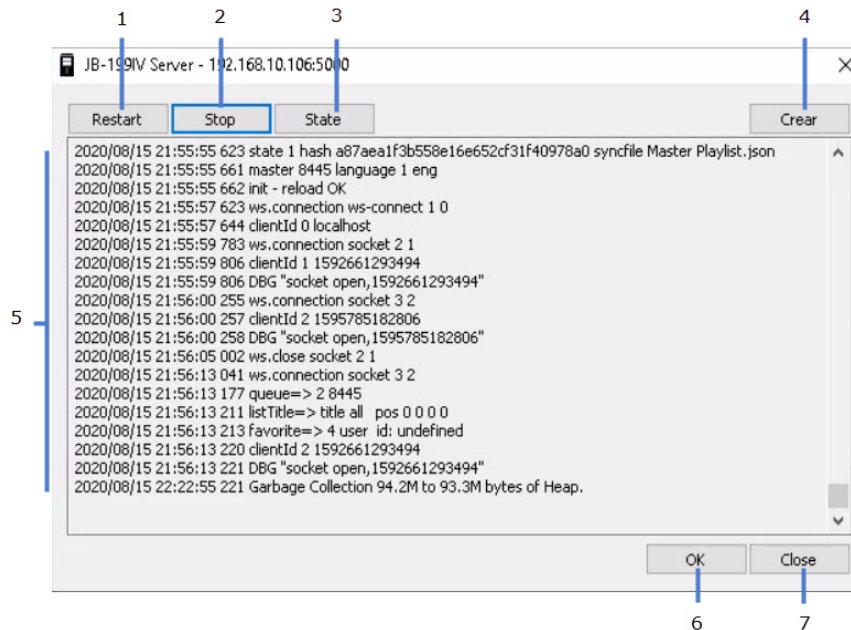 1 2 3 4
JB-199IV Server - 192.168.10.106:5000
Restart Stop State Crear
2020/08/15 21:55:55 623 state 1 hash a87aea1f3b558e16e652cf31f40978a0 syncfile Master Playlist.json
2020/08/15 21:55:55 661 master 8445 language 1 eng
2020/08/15 21:55:55 662 init - reload OK
2020/08/15 21:55:57 623 ws.connection ws-connect 1 0
2020/08/15 21:55:57 644 clientId 0 localhost
2020/08/15 21:55:59 783 ws.connection socket 2 1
2020/08/15 21:55:59 806 clientId 1 1592661293494
2020/08/15 21:55:59 806 DBG "socket open,1592661293494"
2020/08/15 21:56:00 255 ws.connection socket 3 2
2020/08/15 21:56:00 257 clientId 2 1595785182806
2020/08/15 21:56:00 258 DBG "socket open,1595785182806"
5
2020/08/15 21:56:05 002 ws.close socket 2 1
2020/08/15 21:56:13 041 ws.connection socket 3 2
2020/08/15 21:56:13 177 queue=> 2 8445
2020/08/15 21:56:13 211 listTitle=> title all pos 0 0 0 0
2020/08/15 21:56:13 213 favorite=> 4 user id: undefined
2020/08/15 21:56:13 220 clientId 2 1592661293494
2020/08/15 21:56:13 221 DBG "socket open,1592661293494"
2020/08/15 22:22:55 221 Garbage Collection 94.2M to 93.3M bytes of Heap.
OK Close
6 7